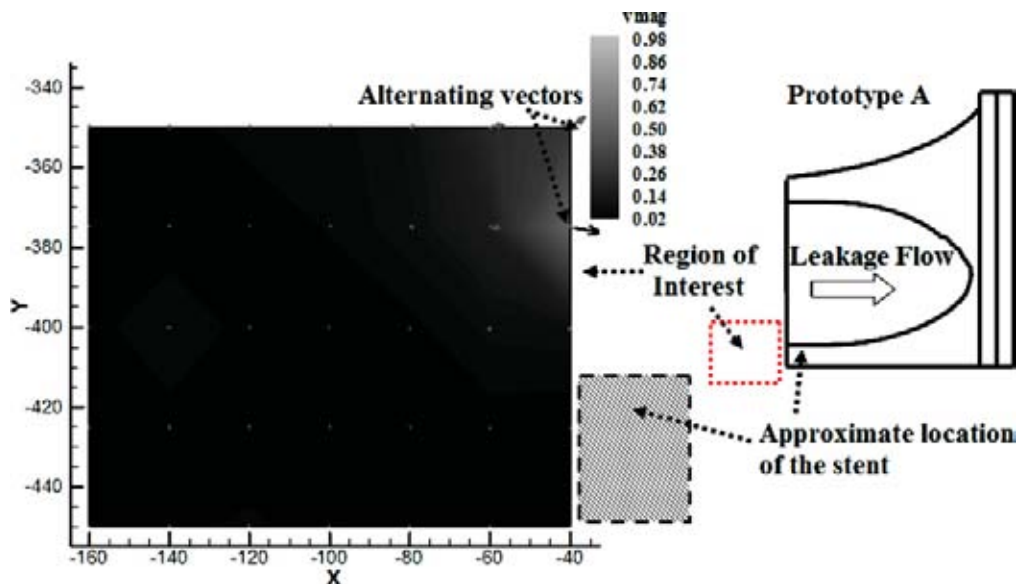 Vmag
0.98
0.86
0.74
0.62
0.50
0.38
0.26
0.14
0.02
Alternating vectors
Prototype A
-340
-360
-380
-400
-420
-440
Y
Region of
Interest
Leakage Flow
Approximate location
of the stent
-160
-140
-120
-100
-80
-60
-40
X